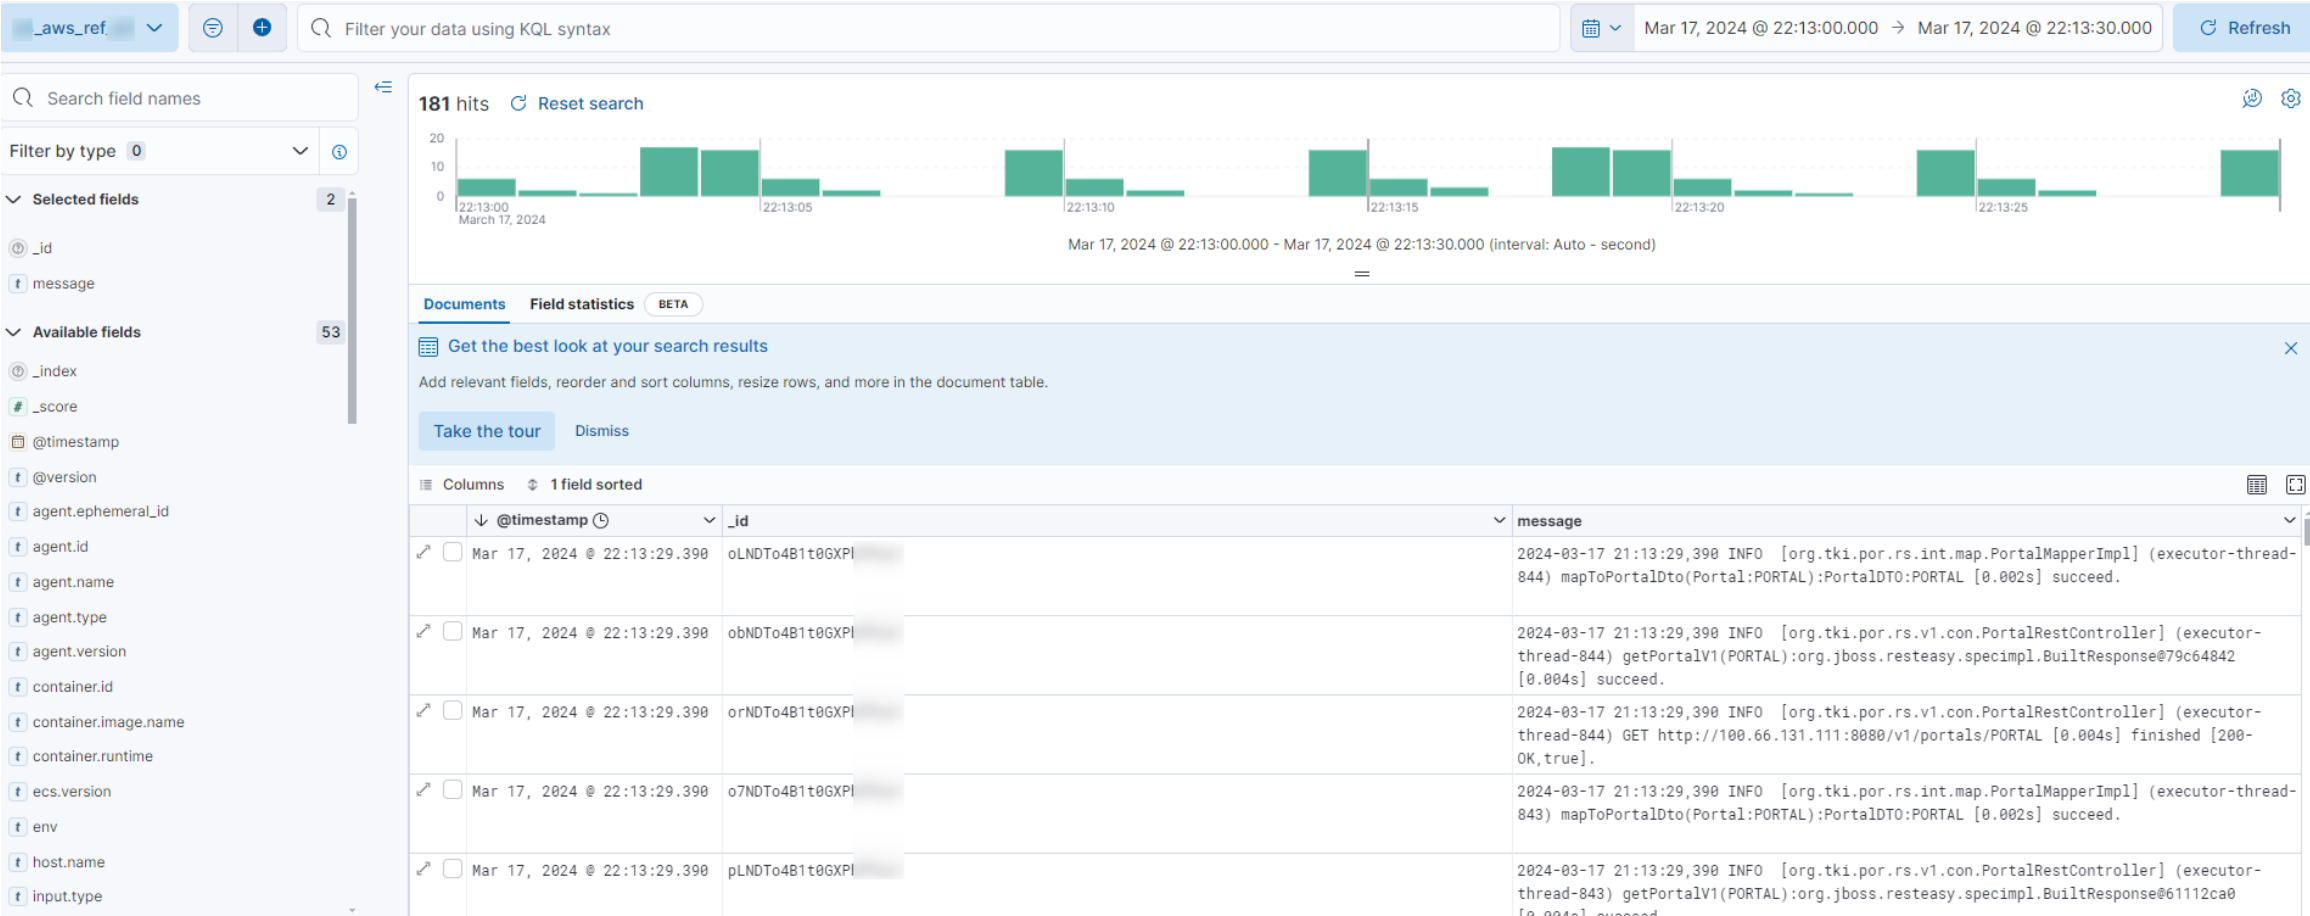 _aws_ref_
Filter your data using KQL syntax
Mar 17, 2024 @ 22:13:00.000 → Mar 17, 2024 @ 22:13:30.000
Refresh
Search field names
Filter by type 0
Selected fields 2
_id
message
Available fields 53
_index
_score
@timestamp
@version
agent.ephemeral_id
agent.id
agent.name
agent.type
agent.version
container.id
container.image.name
container.runtime
ecs.version
env
host.name
input.type
181 hits
Reset search
20
10
0
22:13:00 22:13:05 22:13:10 22:13:15 22:13:20 22:13:25
March 17, 2024
Mar 17, 2024 @ 22:13:00.000 - Mar 17, 2024 @ 22:13:30.000 (interval: Auto - second)
Documents Field statistics BETA
Get the best look at your search results
Add relevant fields, reorder and sort columns, resize rows, and more in the document table.
Take the tour Dismiss
Columns 1 field sorted
@timestamp _id message
Mar 17, 2024 @ 22:13:29.390 oLNDTo4B1t0GXP
2024-03-17 21:13:29,390 INFO [org.tki.por.rs.int.map.PortalMapperImpl] (executor-thread-
844) mapToPortalDto(Portal:PORTAL):PortalDTO:PORTAL [0.002s] succeed.
Mar 17, 2024 @ 22:13:29.390 obNDTo4B1t0GXP
2024-03-17 21:13:29,390 INFO [org.tki.por.rs.v1.con.PortalRestController] (executor-
thread-844) getPortalV1(PORTAL):org.jboss.resteasy.specimpl.BuiltResponse@79c64842
[0.004s] succeed.
Mar 17, 2024 @ 22:13:29.390 orNDTo4B1t0GXP
2024-03-17 21:13:29,390 INFO [org.tki.por.rs.v1.con.PortalRestController] (executor-
thread-844) GET http://100.66.131.111:8080/v1/portals/PORTAL [0.004s] finished [200-
OK,true].
Mar 17, 2024 @ 22:13:29.390 o7NDTo4B1t0GXP
2024-03-17 21:13:29,390 INFO [org.tki.por.rs.int.map.PortalMapperImpl] (executor-thread-
843) mapToPortalDto(Portal:PORTAL):PortalDTO:PORTAL [0.002s] succeed.
Mar 17, 2024 @ 22:13:29.390 pLNDTo4B1t0GXP
2024-03-17 21:13:29,390 INFO [org.tki.por.rs.v1.con.PortalRestController] (executor-
thread-843) getPortalV1(PORTAL):org.jboss.resteasy.specimpl.BuiltResponse@61112ca0